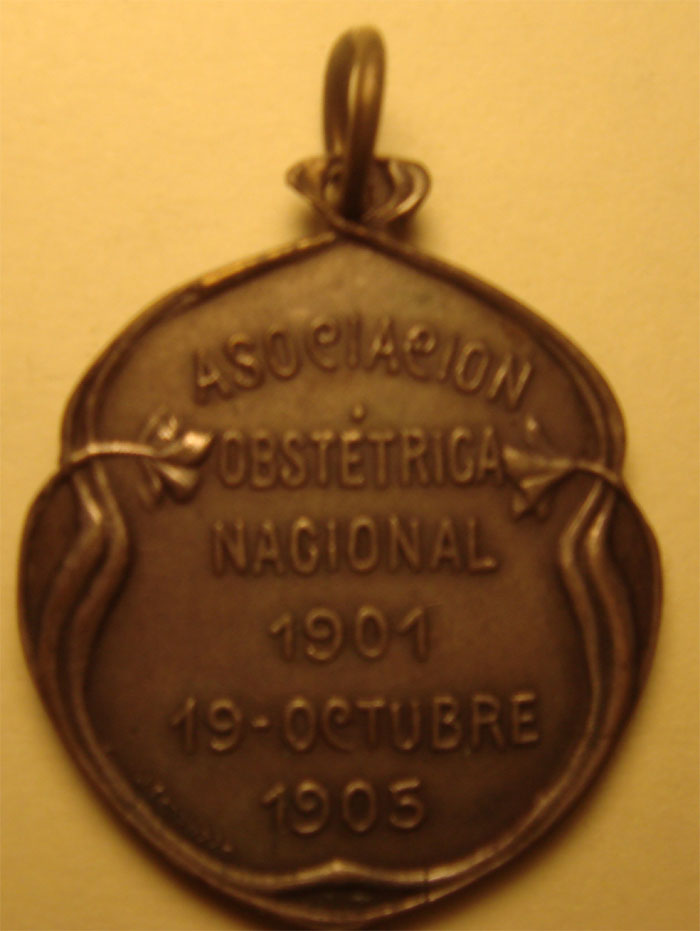 ASOCIACION
OBSTÉTRICA
NACIONAL
1901
19-OCTUBRE
1905